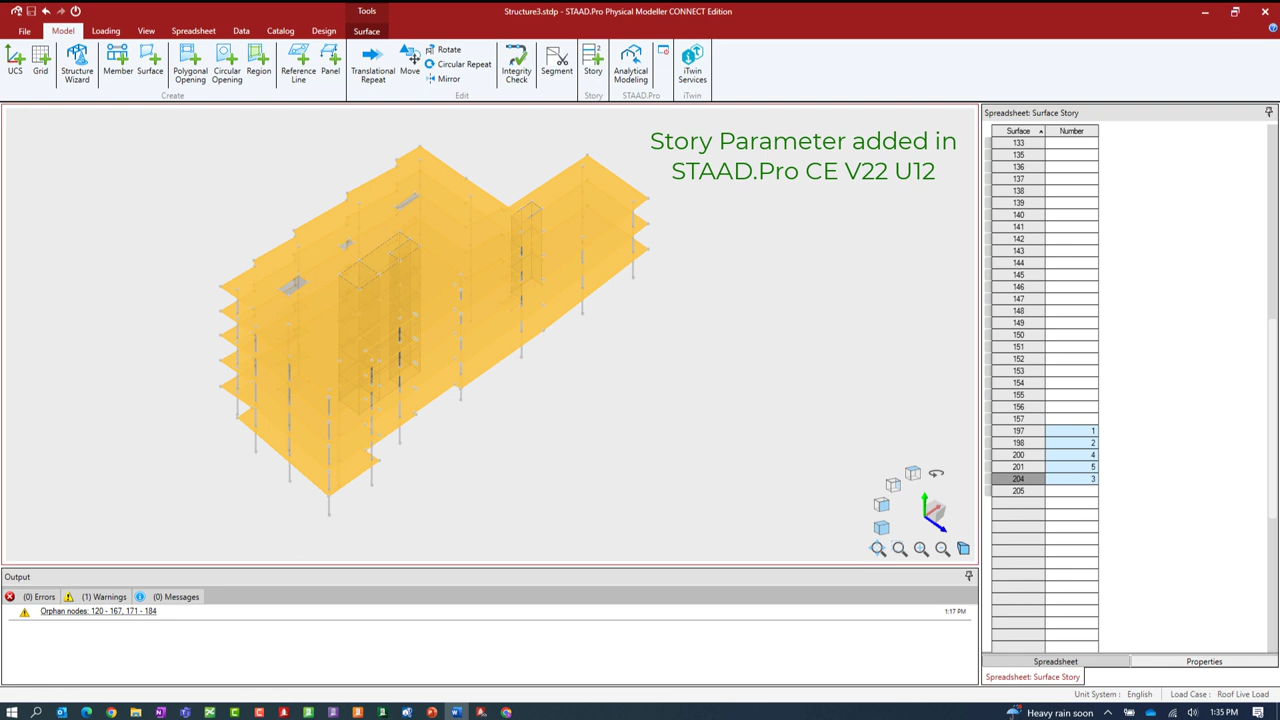 Tools
Structure3.stdp - STAAD.Pro Physical Modeller CONNECT Edition
File
Model
Loading
View
Spreadsheet
Data
Catalog
Design
Surface
UCS
Grid
Structure Wizard
Member
Surface
Polygonal Opening
Circular Opening
Region
Reference Line
Panel
Translational Repeat
Move
Rotate
Circular Repeat
Mirror
Integrity Check
Segment
Story
Analytical Modeling
iTwin Services
Create
Edit
Story
STAAD.Pro
iTwin
Story Parameter added in
STAAD.Pro CE V22 U12
Spreadsheet: Surface Story
Surface Number
133
135
136
137
138
139
140
141
142
143
144
145
146
147
148
149
150
151
152
153
154
155
156
157
197 1
198 2
200 4
201 5
204 3
205
Output
(0) Errors (1) Warnings (0) Messages
Orphan nodes: 120 - 167, 171 - 184
1:17 PM
Spreadsheet
Properties
Spreadsheet: Surface Story
Unit System : English Load Case : Roof Live Load
Heavy rain soon
1:35 PM